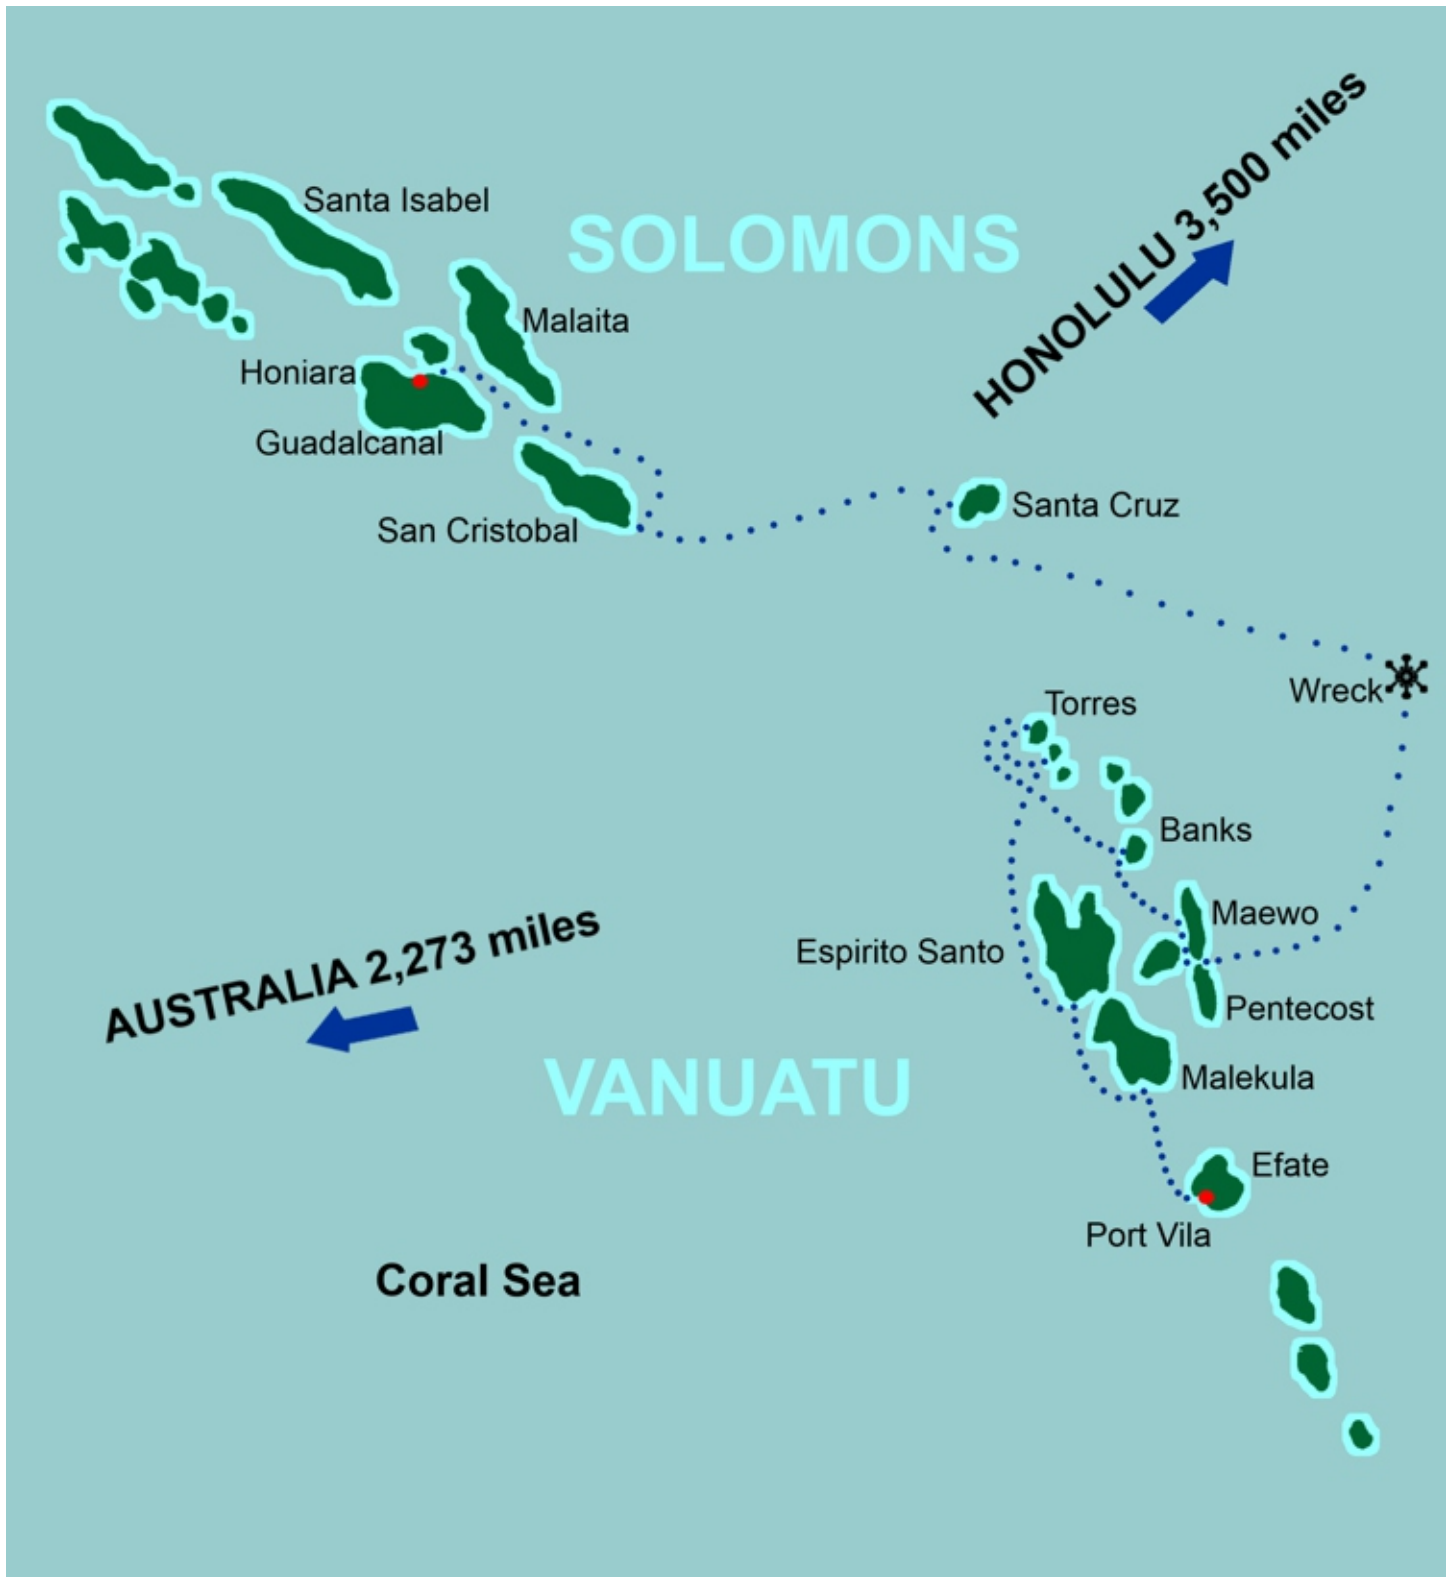 Santa Isabel
SOLOMONS
HONOLULU 3,500 miles
Malaita
Honiara
Guadalcanal
San Cristobal
Santa Cruz
Wreck
Torres
Banks
Maewo
Espirito Santo
AUSTRALIA 2,273 miles
Pentecost
VANUATU
Malekula
Efate
Port Vila
Coral Sea